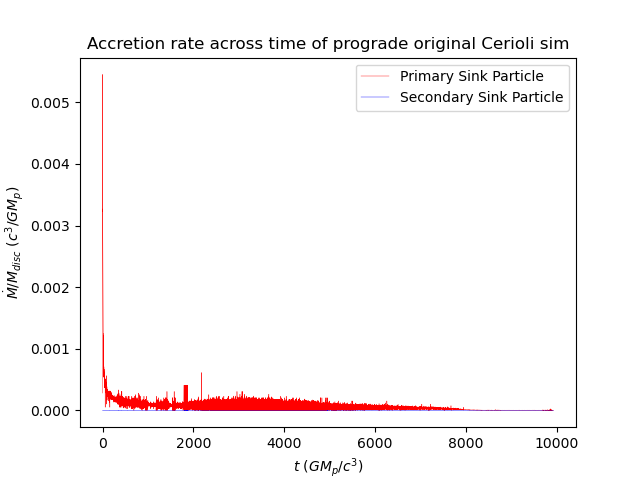 Accretion rate across time of prograde original Cerioli sim
Primary Sink Particle
Secondary Sink Particle
0.005
0.004
0.003
0.002
0.001
0.000
Ṁ/M_disc (c³/GM_p)
0
2000
4000
6000
8000
10000
t (GM_p/c³)